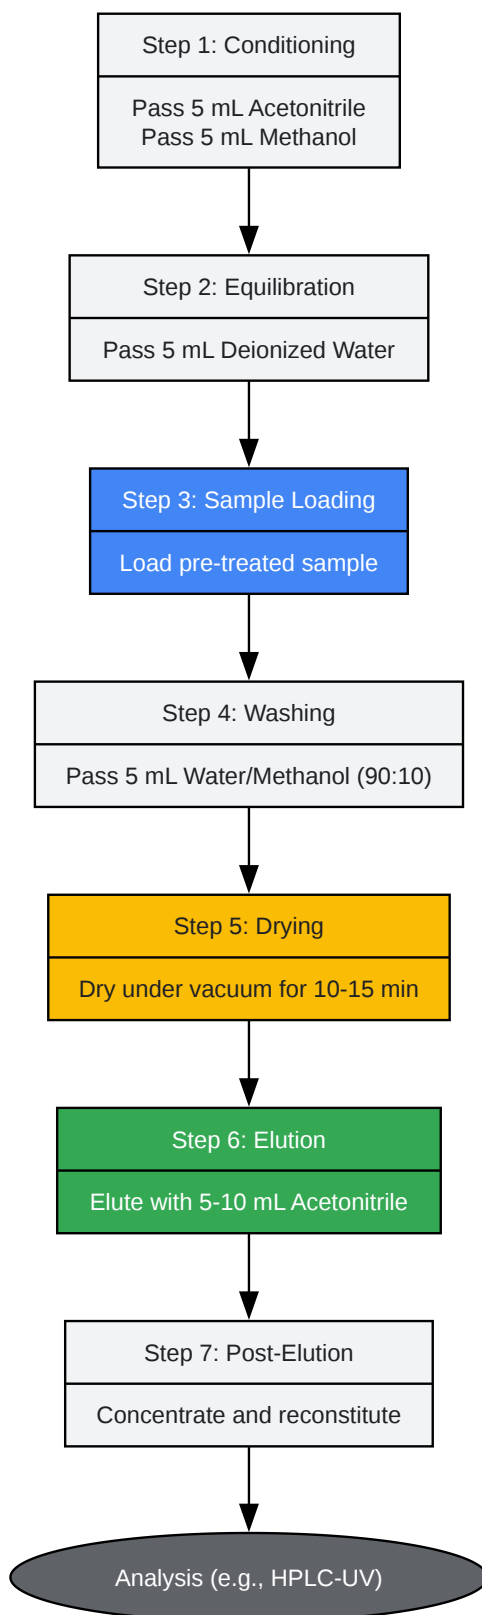 Step 1: Conditioning
Pass 5 mL Acetonitrile
Pass 5 mL Methanol
Step 2: Equilibration
Pass 5 mL Deionized Water
Step 3: Sample Loading
Load pre-treated sample
Step 4: Washing
Pass 5 mL Water/Methanol (90:10)
Step 5: Drying
Dry under vacuum for 10-15 min
Step 6: Elution
Elute with 5-10 mL Acetonitrile
Step 7: Post-Elution
Concentrate and reconstitute
Analysis (e.g., HPLC-UV)